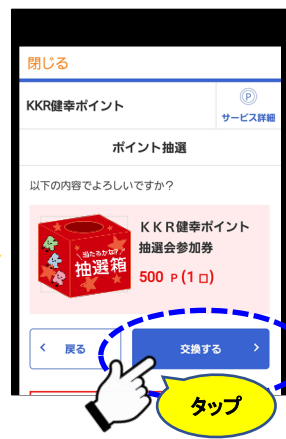 閉じる
KKR健幸ポイント
P
サービス詳細
ポイント抽選
以下の内容でよろしいですか？
当たるかな?
抽選箱
ＫＫＲ健幸ポイント
抽選会参加券
500 P (1 口)
戻る
交換する
タップ